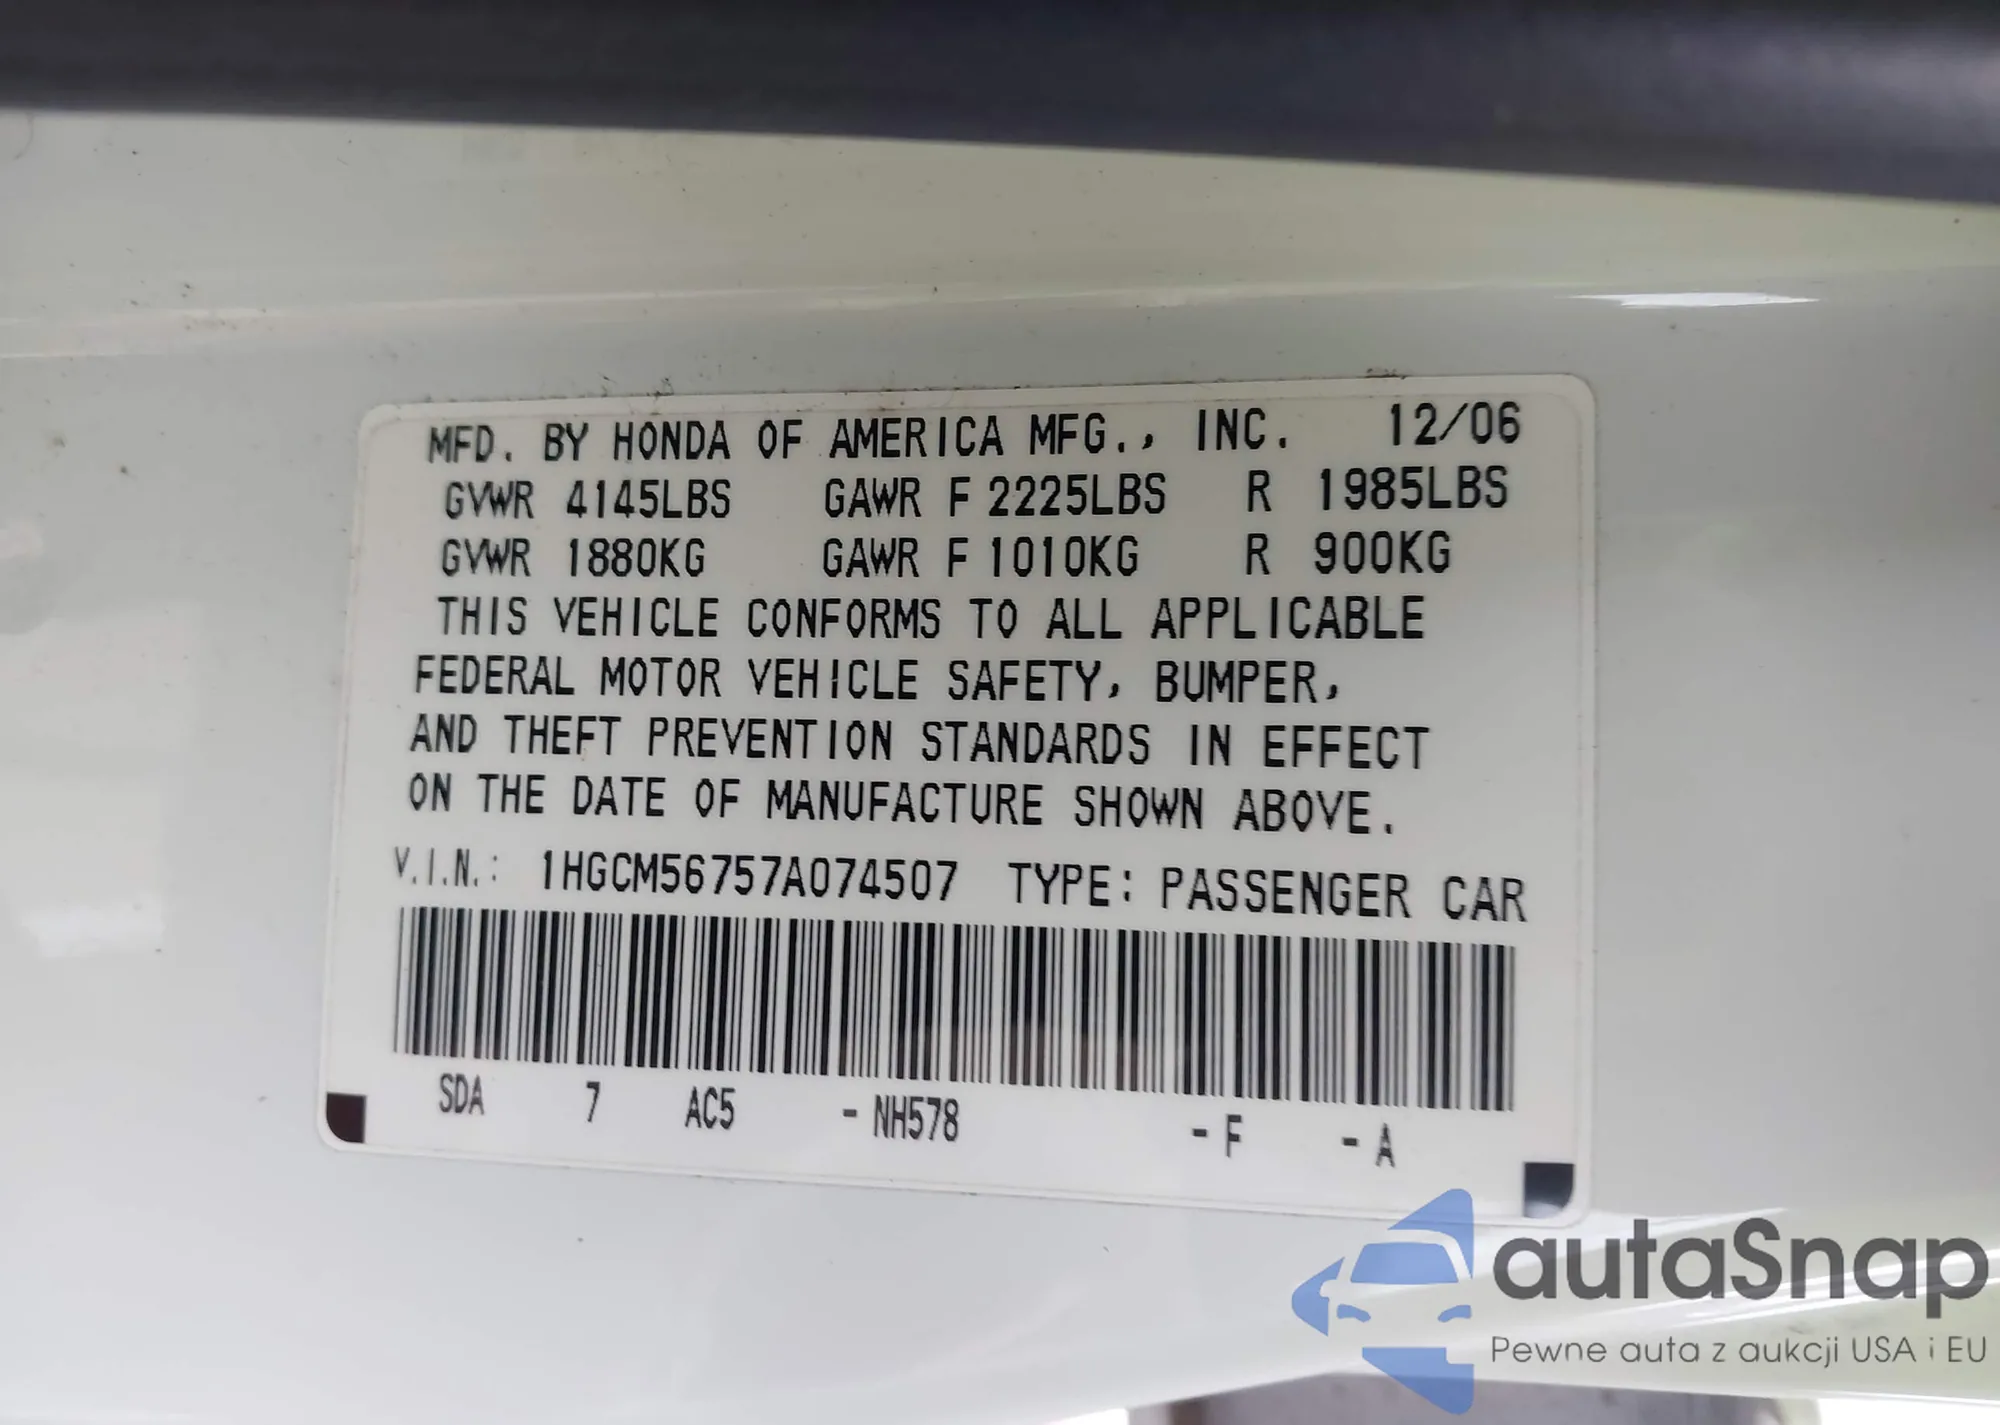 MFD. BY HONDA OF AMERICA MFG., INC. 12/06
GVWR 4145LBS GAWR F 2225LBS R 1985LBS
GVWR 1880KG GAWR F 1010KG R 900KG
THIS VEHICLE CONFORMS TO ALL APPLICABLE
FEDERAL MOTOR VEHICLE SAFETY, BUMPER,
AND THEFT PREVENTION STANDARDS IN EFFECT
ON THE DATE OF MANUFACTURE SHOWN ABOVE.
V.I.N.: 1HGCM56757A074507 TYPE: PASSENGER CAR
SDA 7 AC5 - NH578 - F - A
autaSnap
Pewne auta z aukcji USA i EU